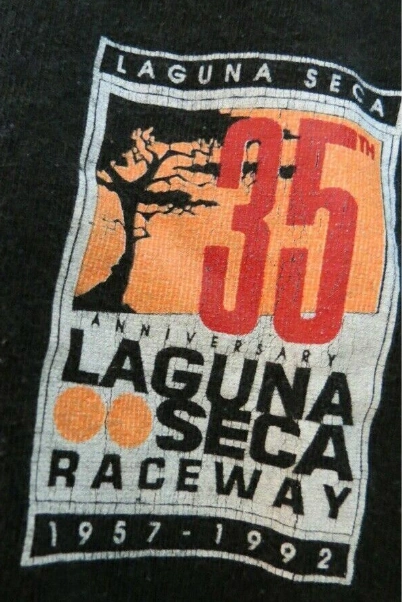 LAGUNA SECA
35TH
ANNIVERSARY
LAGUNA
SECA
RACEWAY
1957-1992